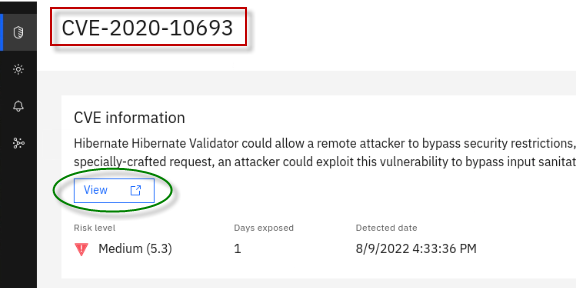 CVE-2020-10693
CVE information
Hibernate Hibernate Validator could allow a remote attacker to bypass security restrictions,
specially-crafted request, an attacker could exploit this vulnerability to bypass input sanitat
View
Risk level Days exposed Detected date
Medium (5.3) 1 8/9/2022 4:33:36 PM